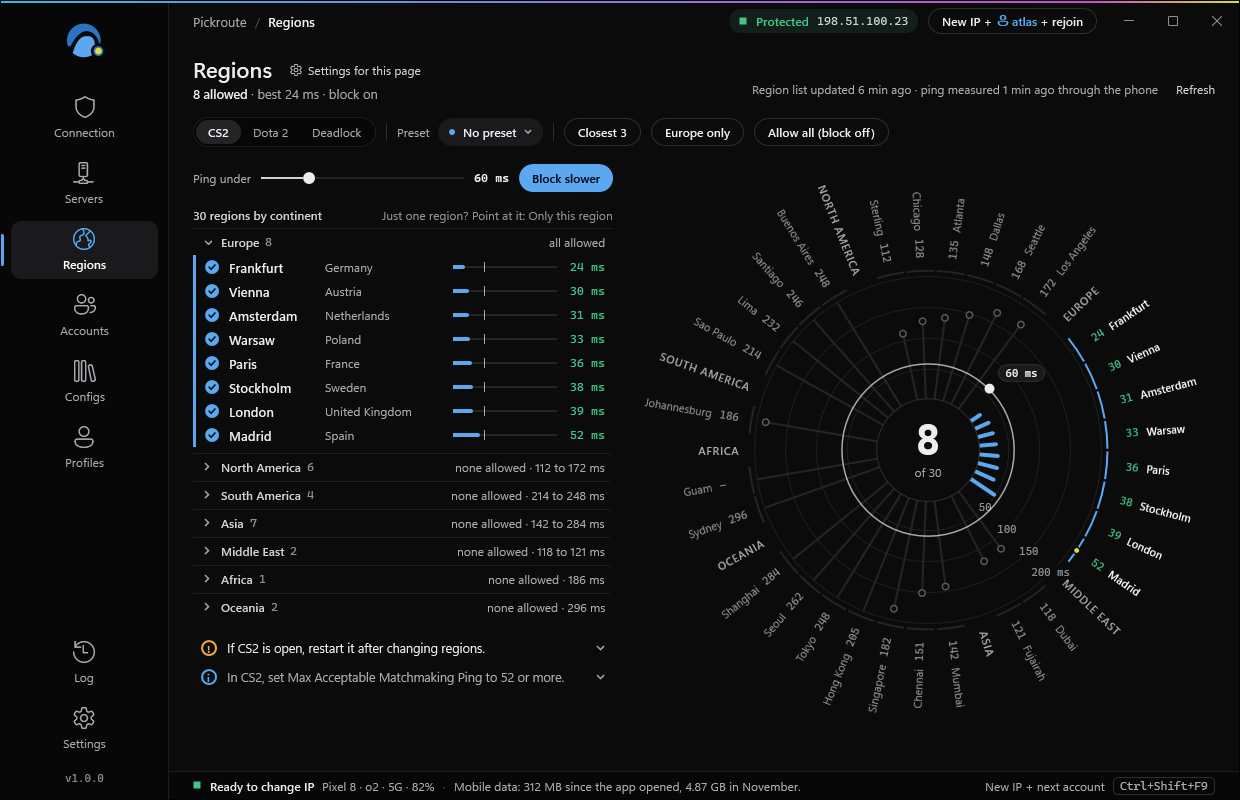 Pickroute / Regions
Protected 198.51.100.23
New IP + atlas + rejoin
Connection
Servers
Regions
Accounts
Configs
Profiles
Log
Settings
v1.0.0
Regions
Settings for this page
8 allowed · best 24 ms · block on
Region list updated 6 min ago · ping measured 1 min ago through the phone
Refresh
CS2
Dota 2
Deadlock
Preset
No preset
Closest 3
Europe only
Allow all (block off)
Ping under
60 ms
Block slower
30 regions by continent
Just one region? Point at it: Only this region
Europe 8 all allowed
Frankfurt Germany 24 ms
Vienna Austria 30 ms
Amsterdam Netherlands 31 ms
Warsaw Poland 33 ms
Paris France 36 ms
Stockholm Sweden 38 ms
London United Kingdom 39 ms
Madrid Spain 52 ms
North America 6 none allowed · 112 to 172 ms
South America 4 none allowed · 214 to 248 ms
Asia 7 none allowed · 142 to 284 ms
Middle East 2 none allowed · 118 to 121 ms
Africa 1 none allowed · 186 ms
Oceania 2 none allowed · 296 ms
If CS2 is open, restart it after changing regions.
In CS2, set Max Acceptable Matchmaking Ping to 52 or more.
NORTH AMERICA
Sterling 112
Chicago 128
135 Atlanta
148 Dallas
168 Seattle
172 Los Angeles
EUROPE
24 Frankfurt
30 Vienna
31 Amsterdam
33 Warsaw
36 Paris
38 Stockholm
39 London
52 Madrid
MIDDLE EAST
118 Dubai
121 Fujairah
ASIA
142 Mumbai
Chennai 151
Singapore 182
Hong Kong 205
Tokyo 248
Seoul 262
Shanghai 284
OCEANIA
Sydney 296
Guam –
AFRICA
Johannesburg 186
SOUTH AMERICA
Sao Paulo 214
Lima 232
Santiago 246
Buenos Aires 248
60 ms
8
of 30
50
100
150
200 ms
Ready to change IP Pixel 8 · o2 · 5G · 82% · Mobile data: 312 MB since the app opened, 4.87 GB in November.
New IP + next account Ctrl+Shift+F9